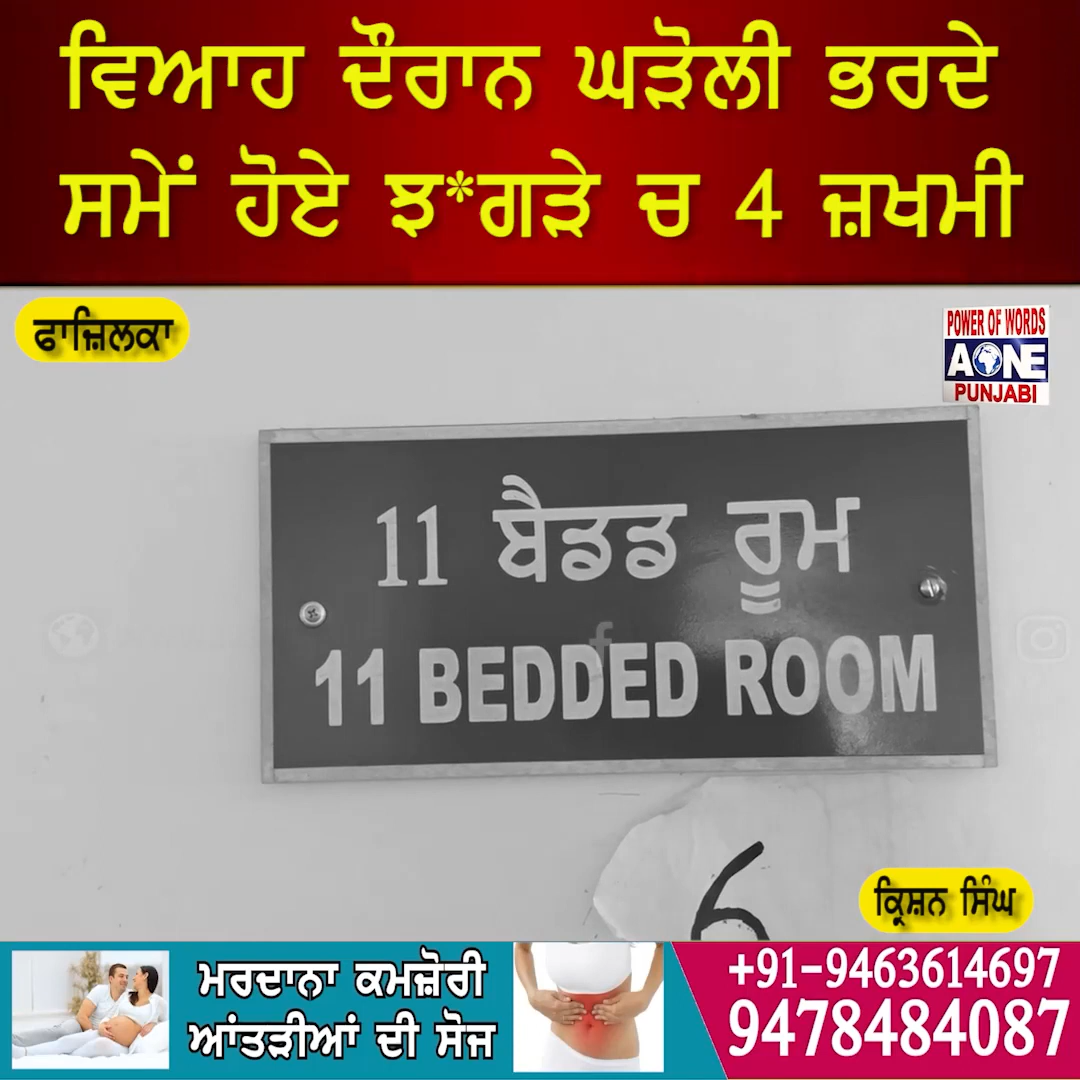 ਵਿਆਹ ਦੌਰਾਨ ਘੜੋਲੀ ਭਰਦੇ
ਸਮੇਂ ਹੋਏ ਝ*ਗੜੇ ਚ 4 ਜ਼ਖਮੀ
ਫਾਜ਼ਿਲਕਾ
POWER OF WORDS
AONE
PUNJABI
11 ਬੈਡਡ ਰੂਮ
11 BEDDED ROOM
6
ਕ੍ਰਿਸ਼ਨ ਸਿੰਘ
ਮਰਦਾਨਾ ਕਮਜ਼ੋਰੀ
ਆਂਤੜੀਆਂ ਦੀ ਸੋਜ
+91-9463614697
9478484087